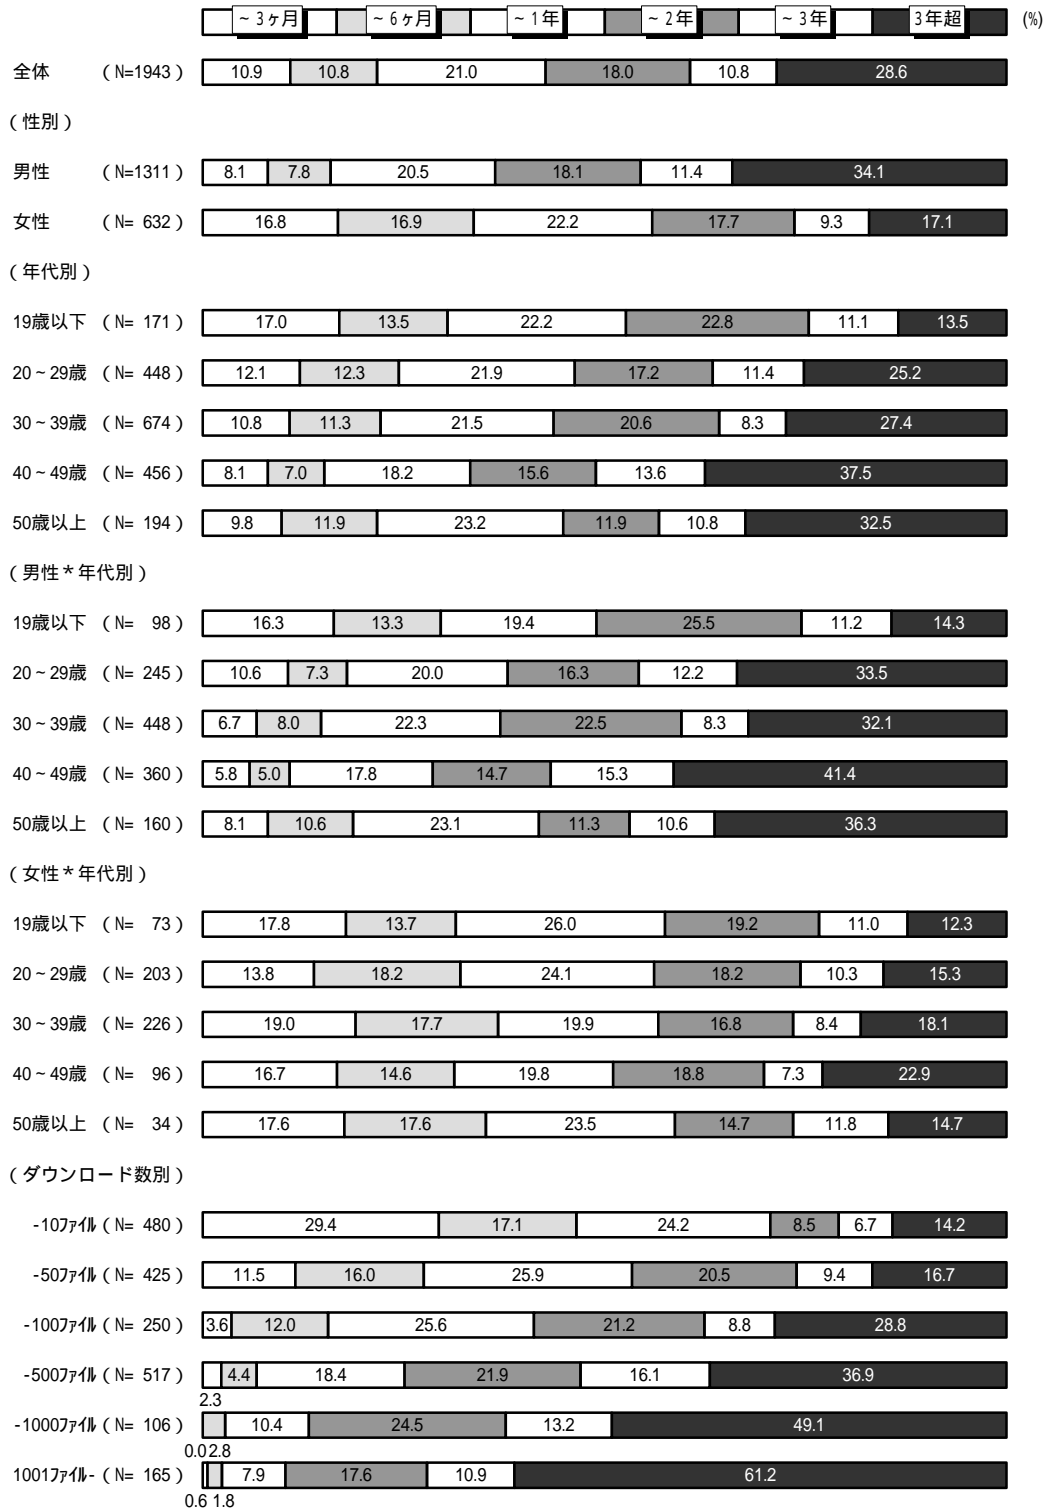 ~ 3ヶ月 ~ 6ヶ月 ~ 1年 ~ 2年 ~ 3年 3年超 (%)
全体 ( N=1943 ) 10.9 10.8 21.0 18.0 10.8 28.6
( 性別 )
男性 ( N=1311 ) 8.1 7.8 20.5 18.1 11.4 34.1
女性 ( N= 632 ) 16.8 16.9 22.2 17.7 9.3 17.1
( 年代別 )
19歳以下 ( N= 171 ) 17.0 13.5 22.2 22.8 11.1 13.5
20 ~ 29歳 ( N= 448 ) 12.1 12.3 21.9 17.2 11.4 25.2
30 ~ 39歳 ( N= 674 ) 10.8 11.3 21.5 20.6 8.3 27.4
40 ~ 49歳 ( N= 456 ) 8.1 7.0 18.2 15.6 13.6 37.5
50歳以上 ( N= 194 ) 9.8 11.9 23.2 11.9 10.8 32.5
( 男性 * 年代別 )
19歳以下 ( N= 98 ) 16.3 13.3 19.4 25.5 11.2 14.3
20 ~ 29歳 ( N= 245 ) 10.6 7.3 20.0 16.3 12.2 33.5
30 ~ 39歳 ( N= 448 ) 6.7 8.0 22.3 22.5 8.3 32.1
40 ~ 49歳 ( N= 360 ) 5.8 5.0 17.8 14.7 15.3 41.4
50歳以上 ( N= 160 ) 8.1 10.6 23.1 11.3 10.6 36.3
( 女性 * 年代別 )
19歳以下 ( N= 73 ) 17.8 13.7 26.0 19.2 11.0 12.3
20 ~ 29歳 ( N= 203 ) 13.8 18.2 24.1 18.2 10.3 15.3
30 ~ 39歳 ( N= 226 ) 19.0 17.7 19.9 16.8 8.4 18.1
40 ~ 49歳 ( N= 96 ) 16.7 14.6 19.8 18.8 7.3 22.9
50歳以上 ( N= 34 ) 17.6 17.6 23.5 14.7 11.8 14.7
( ダウンロード数別 )
-10ﾌｧｲﾙ ( N= 480 ) 29.4 17.1 24.2 8.5 6.7 14.2
-50ﾌｧｲﾙ ( N= 425 ) 11.5 16.0 25.9 20.5 9.4 16.7
-100ﾌｧｲﾙ ( N= 250 ) 3.6 12.0 25.6 21.2 8.8 28.8
-500ﾌｧｲﾙ ( N= 517 ) 4.4 18.4 21.9 16.1 36.9
2.3
-1000ﾌｧｲﾙ ( N= 106 ) 10.4 24.5 13.2 49.1
0.0 2.8
1001ﾌｧｲﾙ- ( N= 165 ) 7.9 17.6 10.9 61.2
0.6 1.8